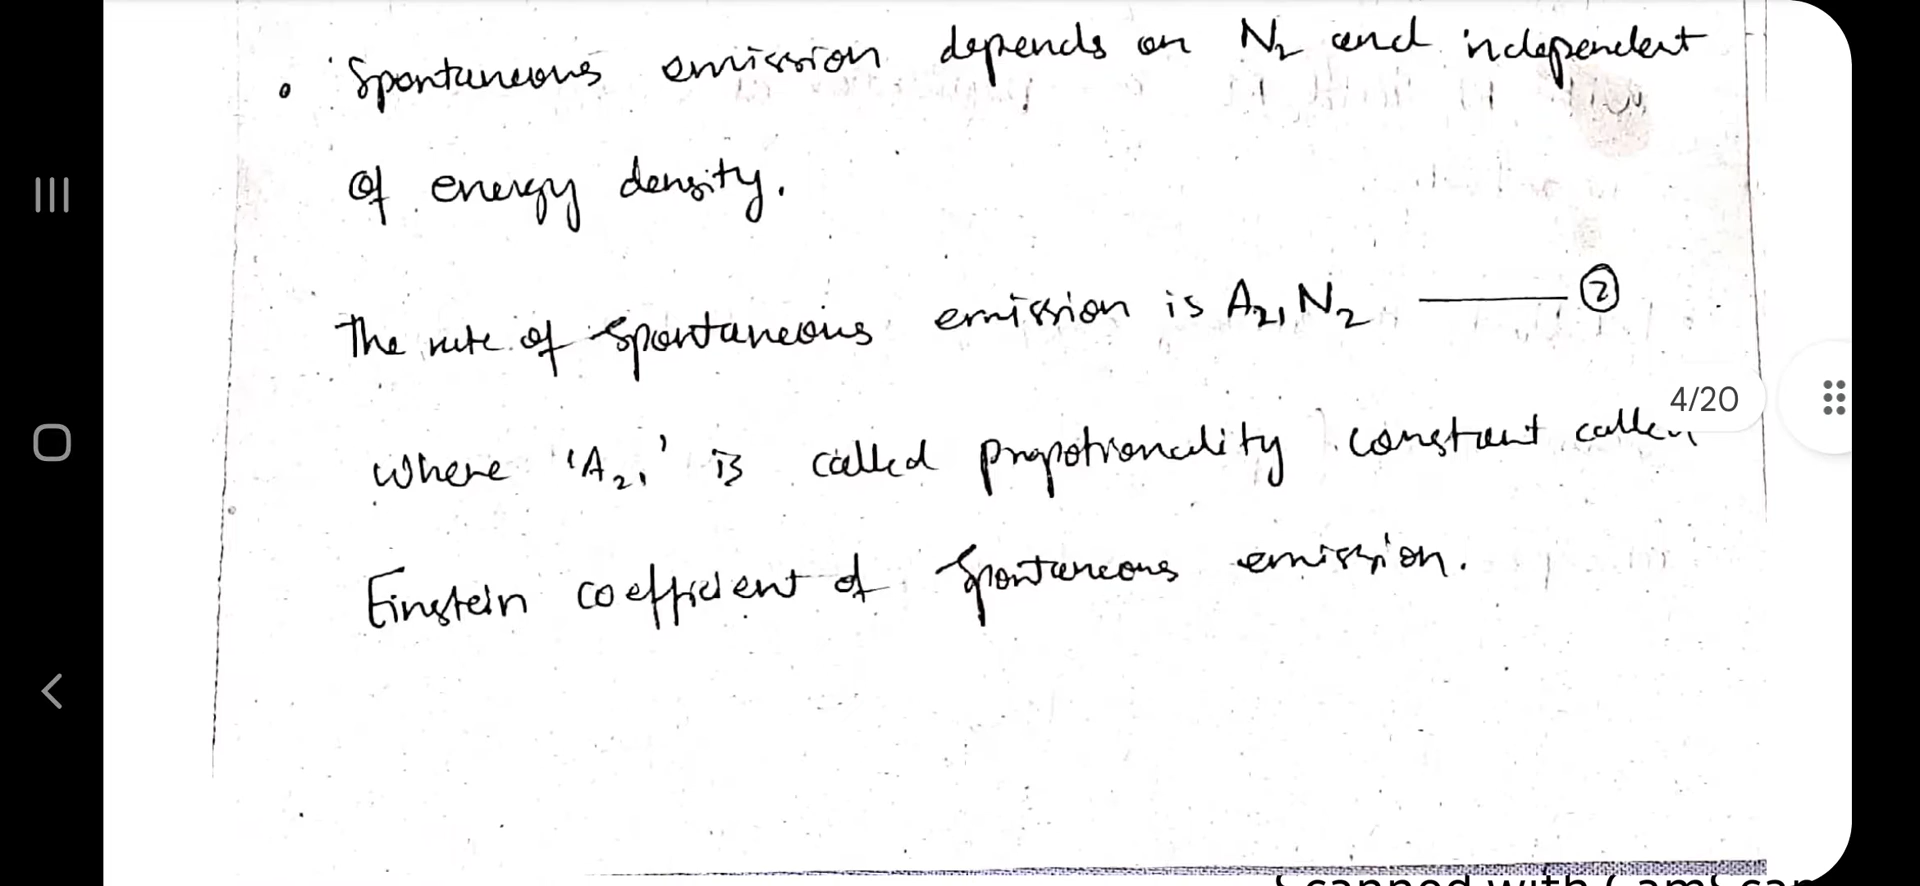 • Spontaneous emission depends on N₂ and independent
of energy density.
The rate of spontaneous emission is A₂₁ N₂ —— ②
4/20
where 'A₂₁' is called propotionality constant called
Einstein coefficient of spontaneous emission.